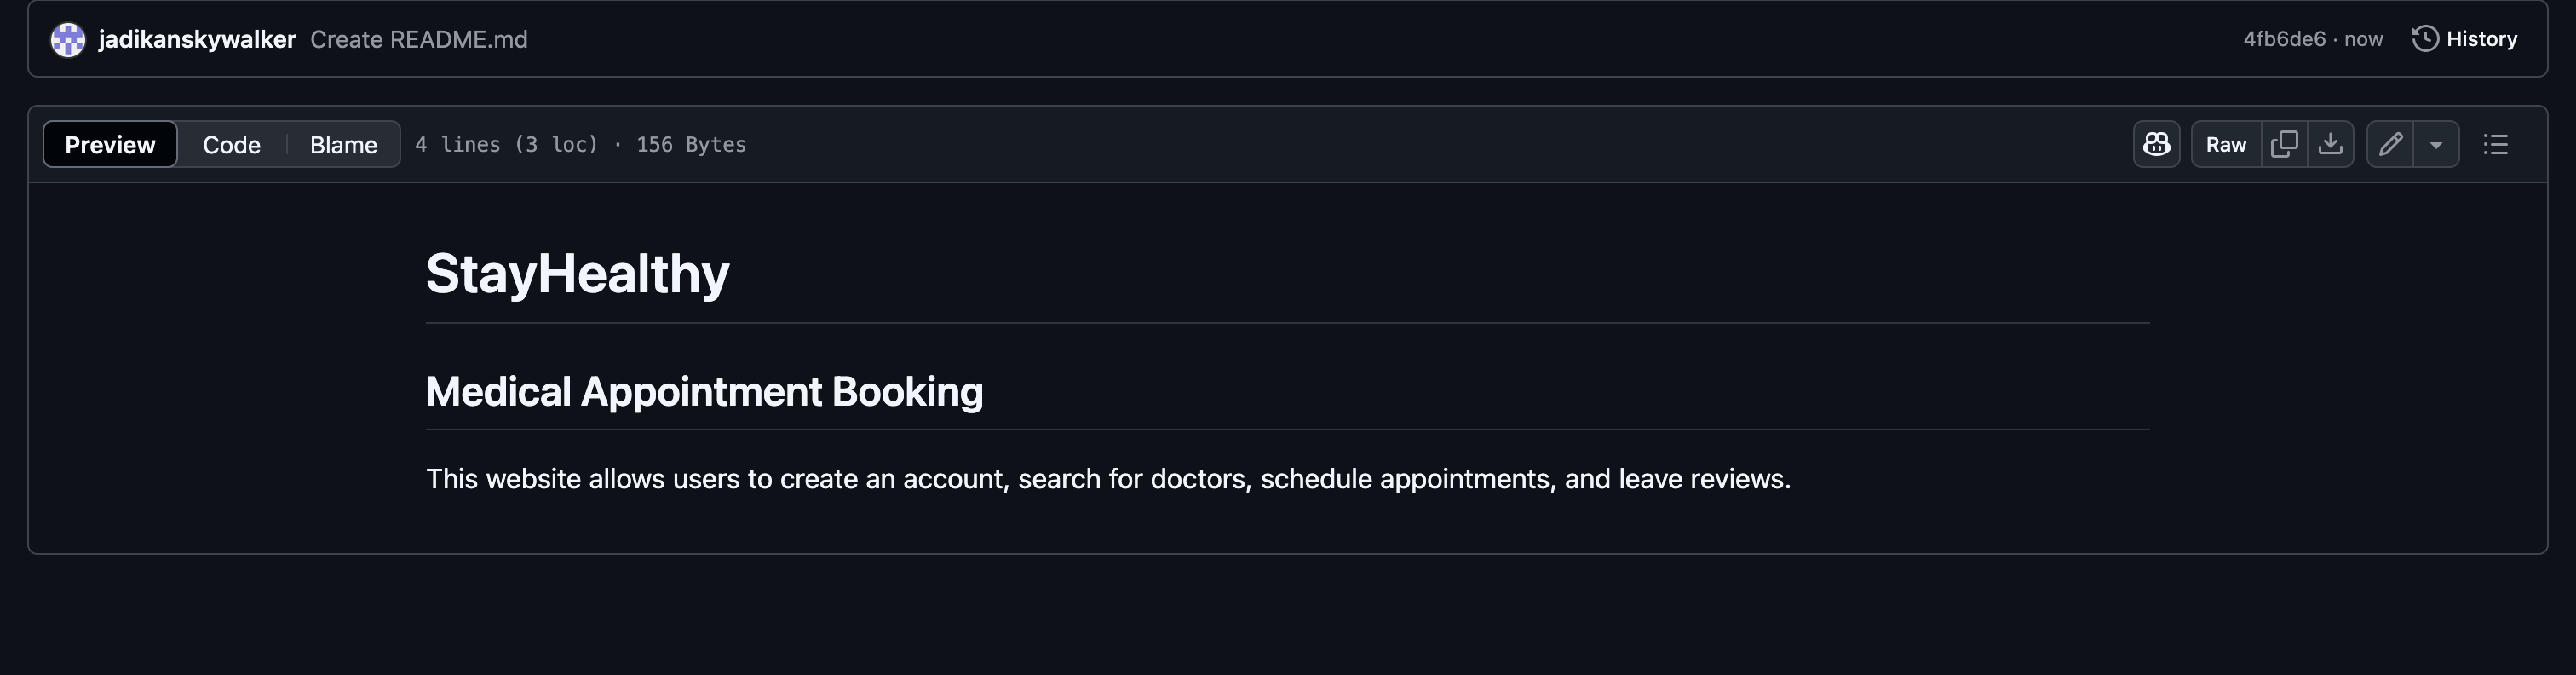 jadikanskywalker Create README.md 4fb6de6 · now History
Preview Code Blame 4 lines (3 loc) · 156 Bytes Raw
StayHealthy
Medical Appointment Booking
This website allows users to create an account, search for doctors, schedule appointments, and leave reviews.